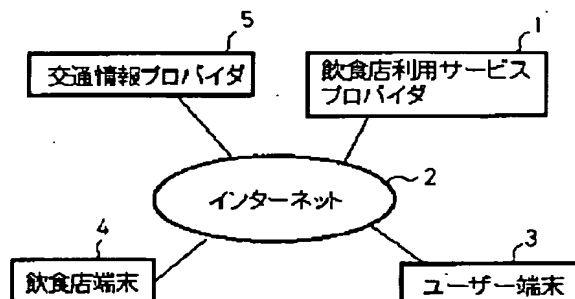 5
交通情報プロバイダ
1
飲食店利用サービス
プロバイダ
インターネット
2
4
飲食店端末
3
ユーザー端末